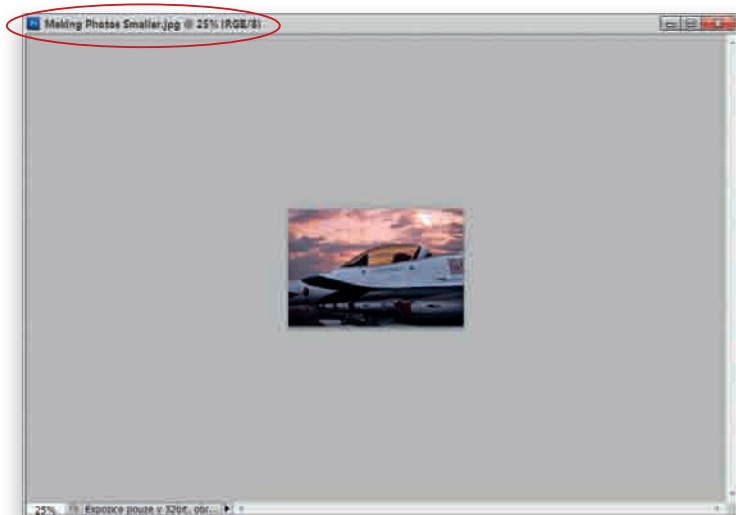 Making Photos Smaller.jpg @ 25% (RGB/8)
25%
Expozice pouze v 32bit. obr...